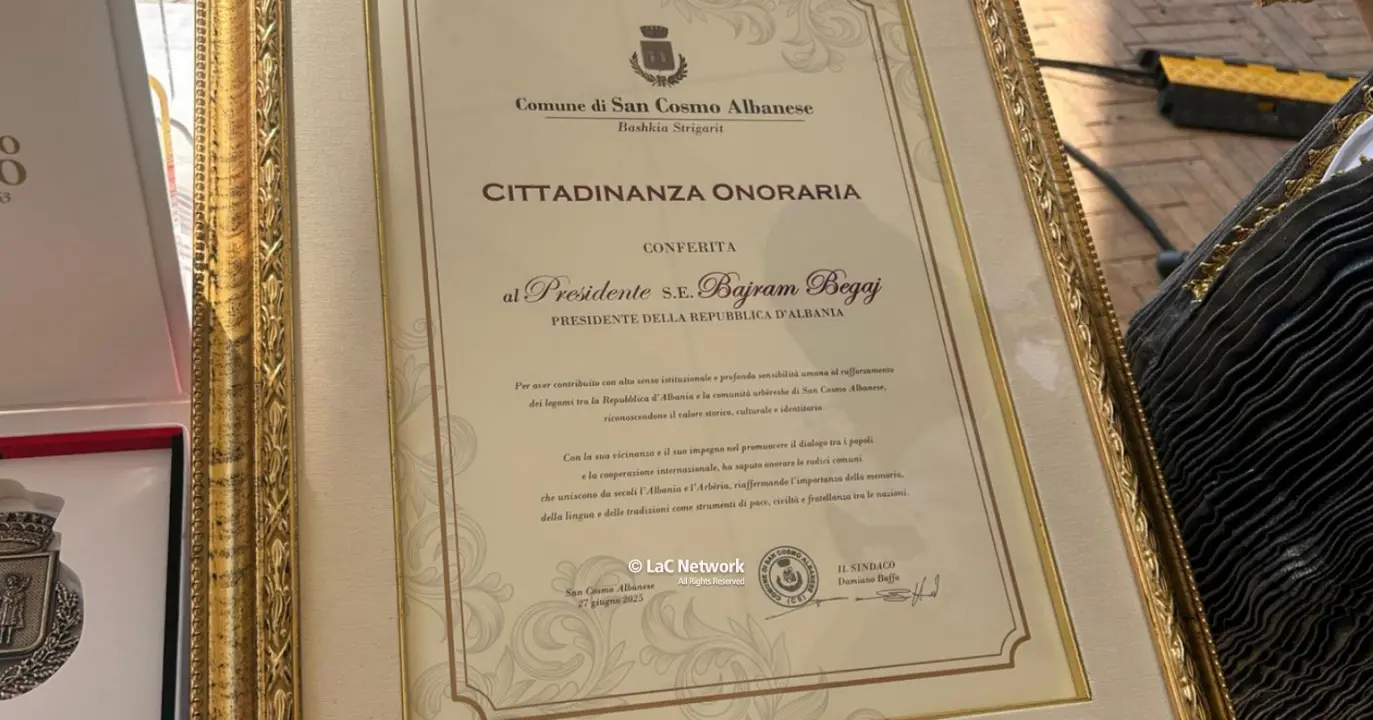 O
O
3
Comune di San Cosmo Albanese
Bashkia Strigarit
CITTADINANZA ONORARIA
CONFERITA
al Presidente S.E. Bajram Begaj
PRESIDENTE DELLA REPUBBLICA D'ALBANIA
Per aver contribuito con alto senso istituzionale e profonda sensibilità umana al rafforzamento
dei legami tra la Repubblica d'Albania e la comunità arbëreshe di San Cosmo Albanese,
riconoscendone il valore storico, culturale e identitario.
Con la sua vicinanza e il suo impegno nel promuovere il dialogo tra i popoli
e la cooperazione internazionale, ha saputo onorare le radici comuni
che uniscono da secoli l'Albania e l'Arbëria, riaffermando l'importanza della memoria,
della lingua e delle tradizioni come strumenti di pace, civiltà e fratellanza tra le nazioni.
© LaC Network
All Rights Reserved
San Cosmo Albanese
27 giugno 2025
COMUNE DI SAN COSMO ALBANESE
(CS)
IL SINDACO
Damiano Baffa